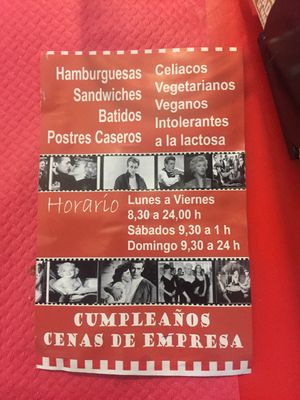 Hamburguesas
Sandwiches
Batidos
Postres Caseros
Celiacos
Vegetarianos
Veganos
Intolerantes
a la lactosa
Horario
Lunes a Viernes
8,30 a 24,00 h
Sábados 9,30 a 1 h
Domingo 9,30 a 24 h
CUMPLEAÑOS
CENAS DE EMPRESA